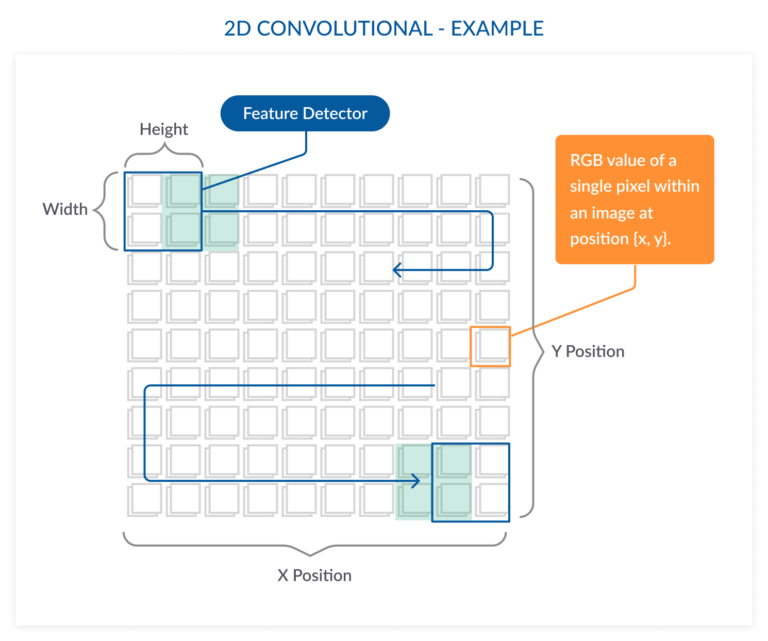 2D CONVOLUTIONAL - EXAMPLE
Feature Detector
Height
Width
RGB value of a
single pixel within
an image at
position {x, y}.
Y Position
X Position